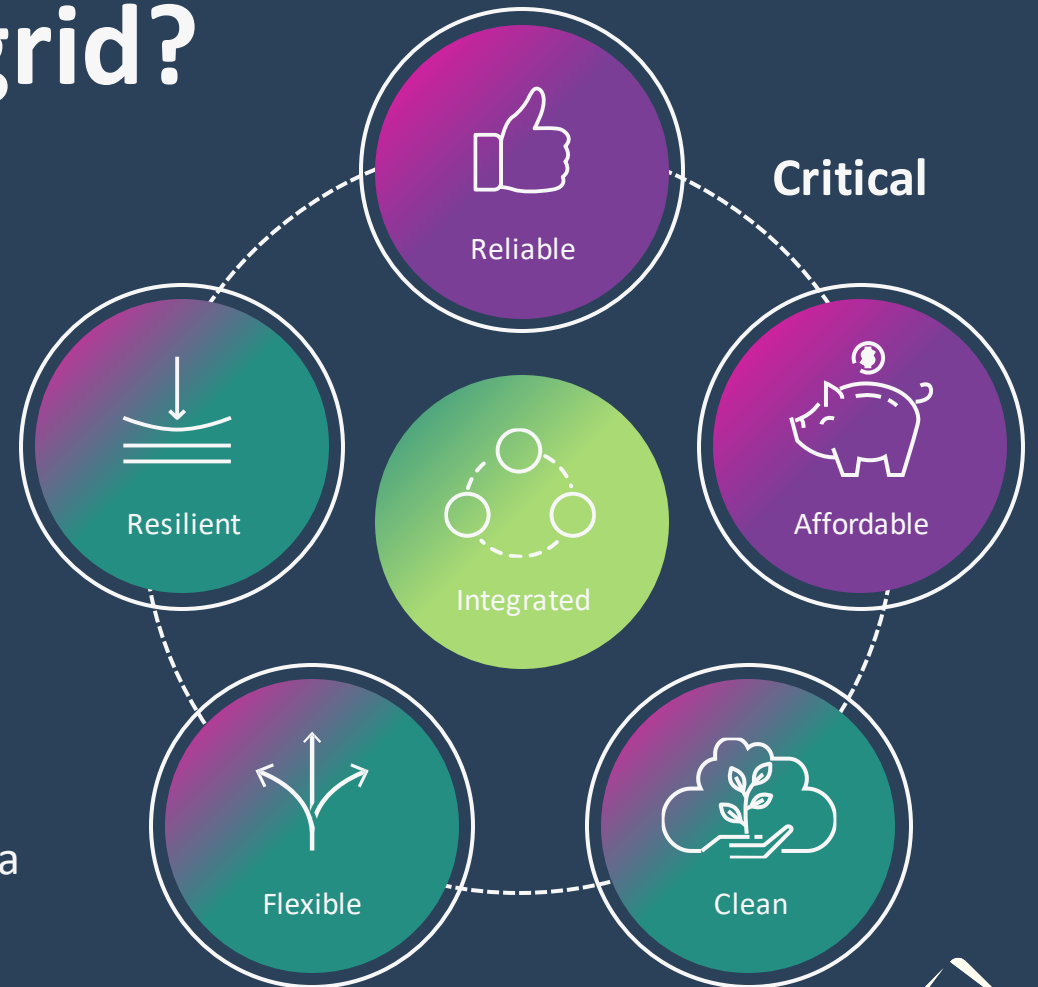 grid?
Critical
Reliable
Resilient
Affordable
Integrated
a
Flexible
Clean